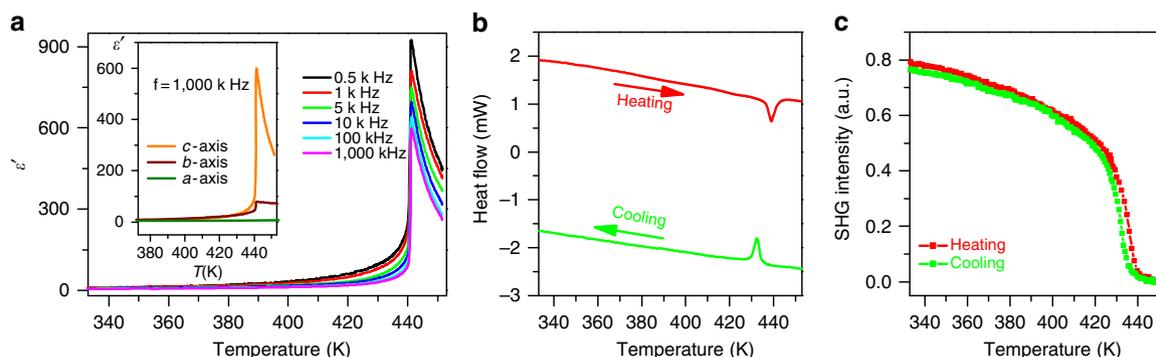 a
900
600
300
0
ε′
340 360 380 400 420 440
Temperature (K)
ε′
600
400
200
0
f = 1,000 k Hz
c-axis
b-axis
a-axis
380 400 420 440
T(K)
0.5 k Hz
1 k Hz
5 k Hz
10 k Hz
100 kHz
1,000 kHz
b
2
1
0
−1
−2
−3
Heat flow (mW)
Heating
Cooling
340 360 380 400 420 440
Temperature (K)
c
0.8
0.6
0.4
0.2
0.0
SHG intensity (a.u.)
Heating
Cooling
340 360 380 400 420 440
Temperature (K)